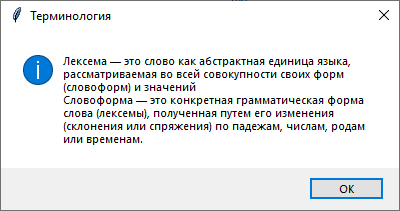 Терминология
Лексема — это слово как абстрактная единица языка,
рассматриваемая во всей совокупности своих форм
(словоформ) и значений
Словоформа — это конкретная грамматическая форма
слова (лексемы), полученная путем его изменения
(склонения или спряжения) по падежам, числам, родам
или временам.
OK